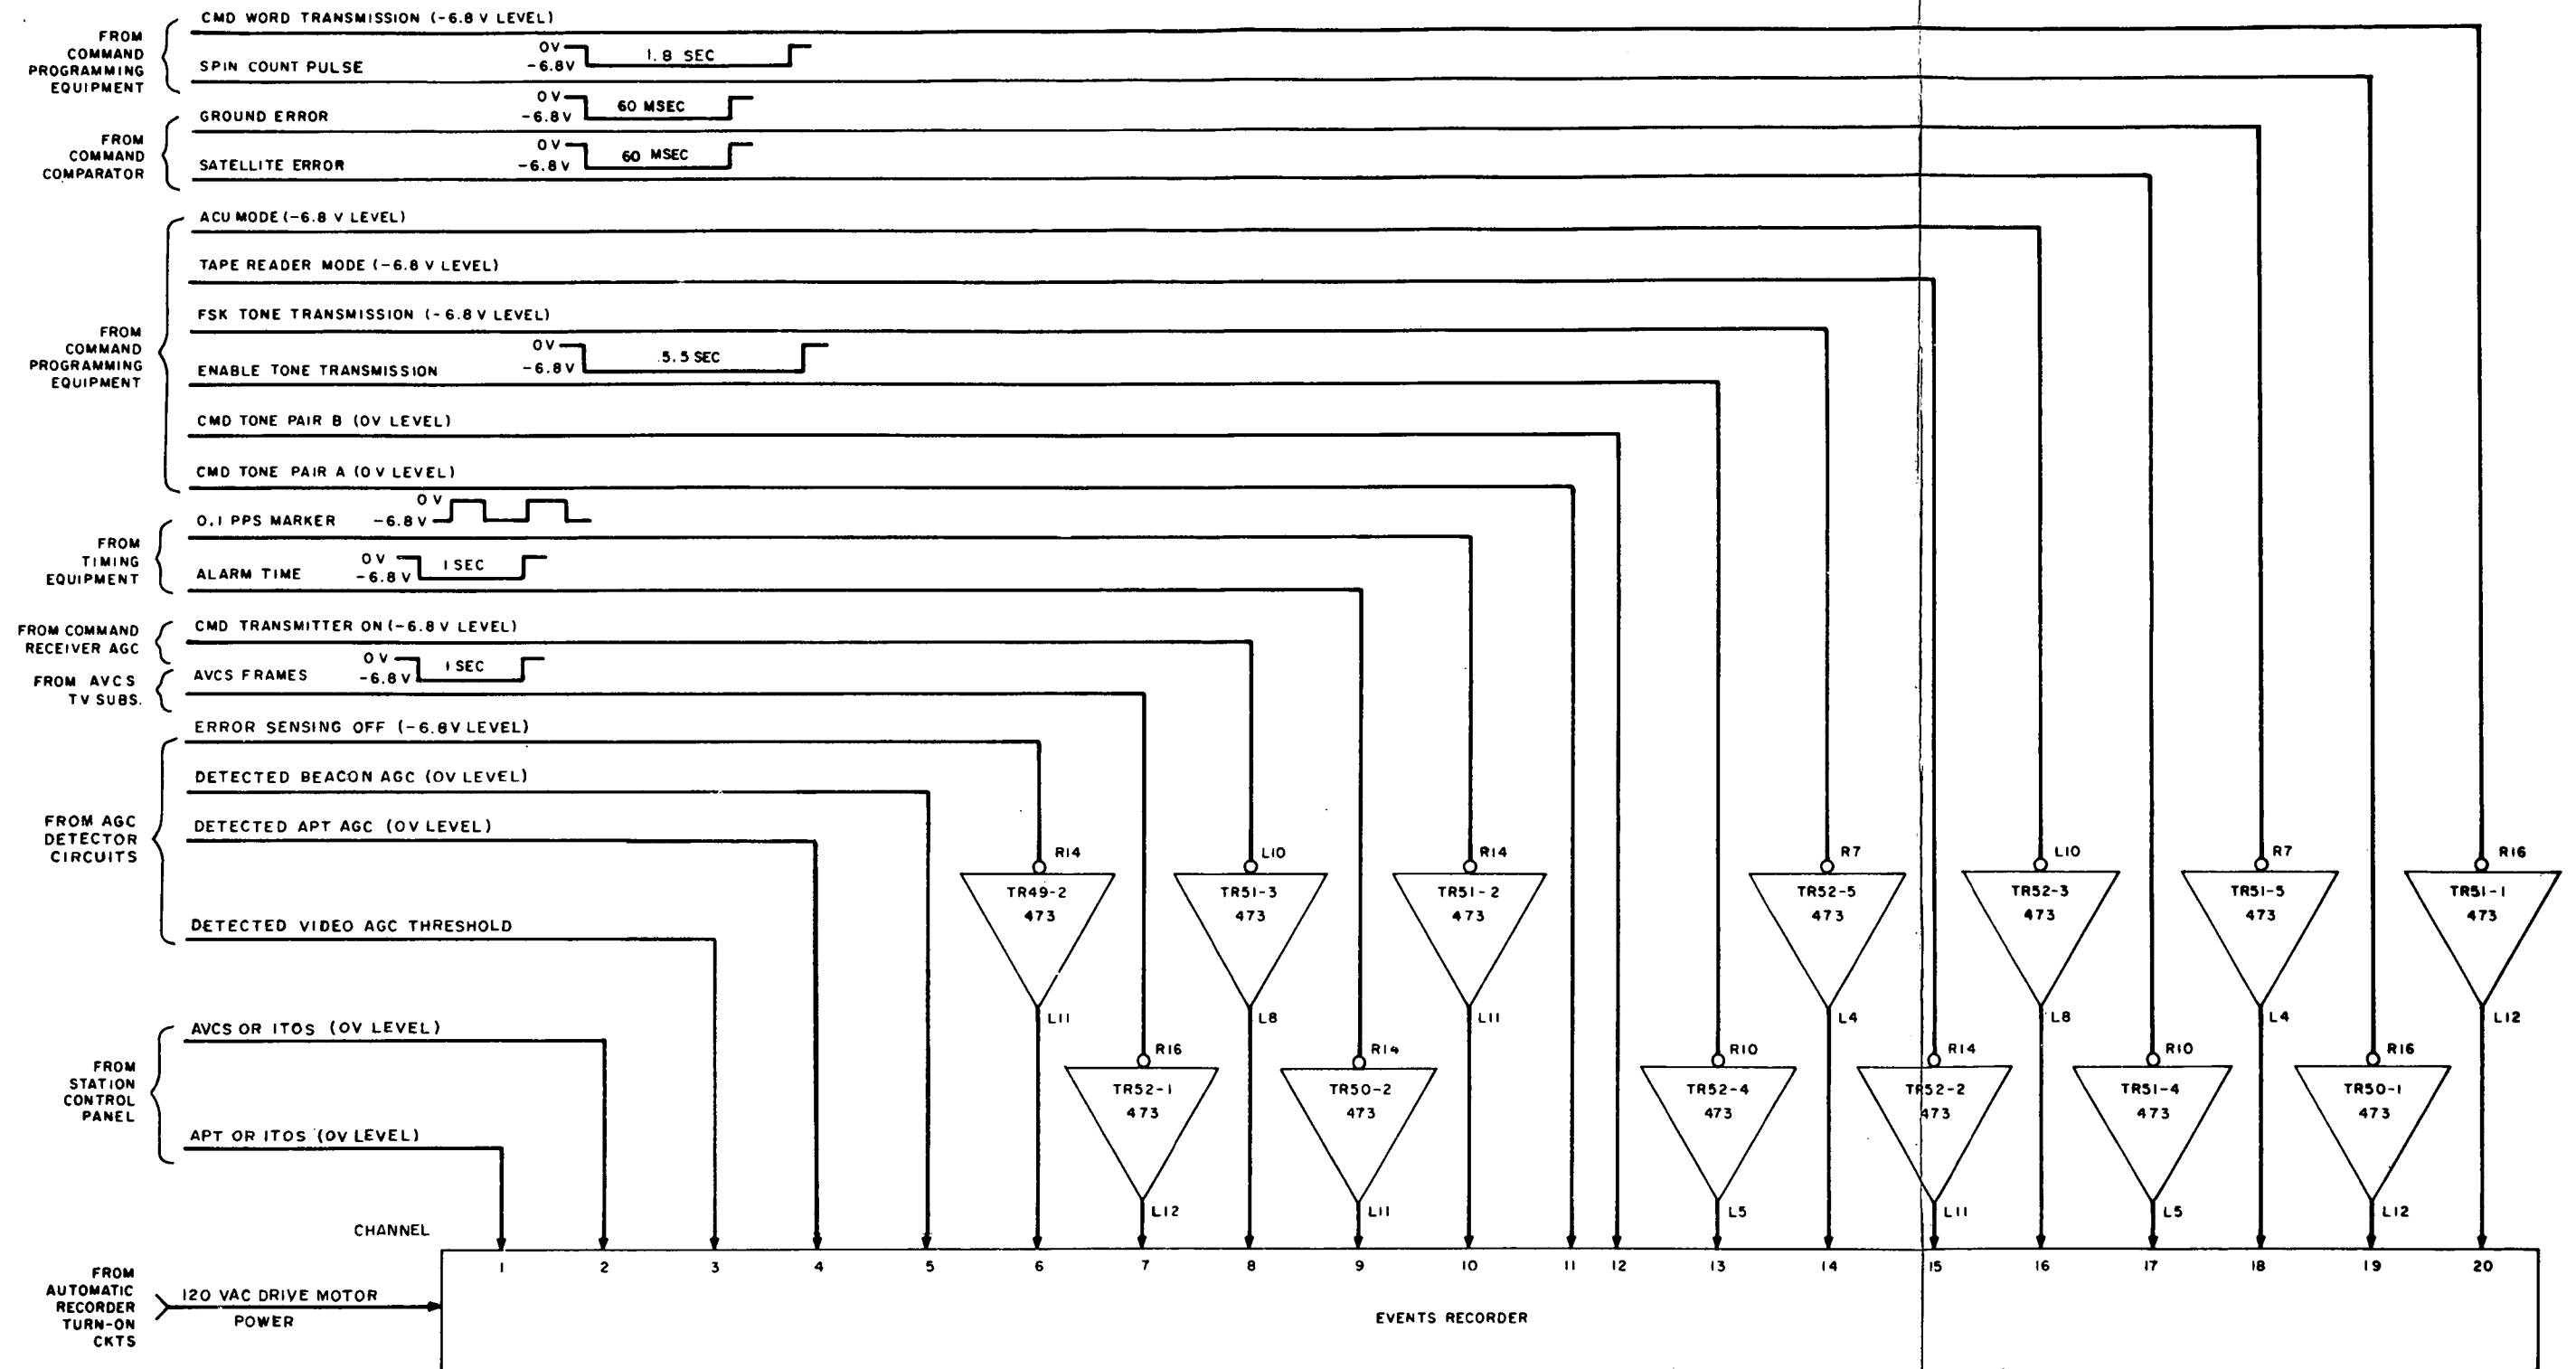 FROM
COMMAND
PROGRAMMING
EQUIPMENT
CMD WORD TRANSMISSION (-6.8 V LEVEL)
0V
-6.8V
1.8 SEC
SPIN COUNT PULSE
FROM
COMMAND
COMPARATOR
0V
-6.8V
60 MSEC
GROUND ERROR
0V
-6.8V
60 MSEC
SATELLITE ERROR
FROM
COMMAND
PROGRAMMING
EQUIPMENT
ACU MODE (-6.8 V LEVEL)
TAPE READER MODE (-6.8 V LEVEL)
FSK TONE TRANSMISSION (-6.8 V LEVEL)
0V
-6.8V
5.5 SEC
ENABLE TONE TRANSMISSION
CMD TONE PAIR B (0V LEVEL)
CMD TONE PAIR A (0V LEVEL)
FROM
TIMING
EQUIPMENT
0V
-6.8V
0.1 PPS MARKER
0V
-6.8V
1 SEC
ALARM TIME
FROM COMMAND
RECEIVER AGC
CMD TRANSMITTER ON (-6.8 V LEVEL)
FROM AVCS
TV SUBS.
0V
-6.8V
1 SEC
AVCS FRAMES
FROM AGC
DETECTOR
CIRCUITS
ERROR SENSING OFF (-6.8V LEVEL)
DETECTED BEACON AGC (0V LEVEL)
DETECTED APT AGC (0V LEVEL)
DETECTED VIDEO AGC THRESHOLD
R14
TR49-2
473
L11
L10
TR51-3
473
L8
R14
TR51-2
473
L11
R7
TR52-5
473
L4
L10
TR52-3
473
L8
R7
TR51-5
473
L4
R16
TR51-1
473
L12
R16
TR52-1
473
L12
R14
TR50-2
473
L11
R10
TR52-4
473
L5
R14
TR52-2
473
L11
R10
TR51-4
473
L5
R16
TR50-1
473
L12
FROM
STATION
CONTROL
PANEL
AVCS OR ITOS (0V LEVEL)
APT OR ITOS (0V LEVEL)
CHANNEL
1 2 3 4 5 6 7 8 9 10 11 12 13 14 15 16 17 18 19 20
FROM
AUTOMATIC
RECORDER
TURN-ON
CKTS
120 VAC DRIVE MOTOR
POWER
EVENTS RECORDER